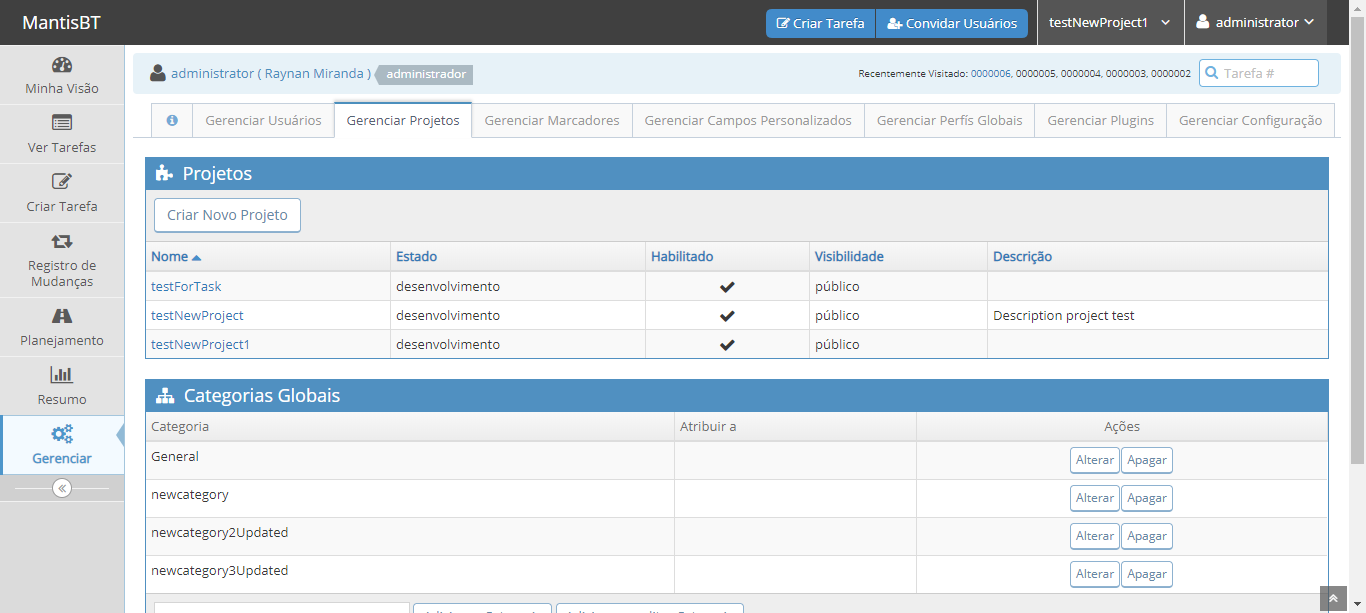 MantisBT
Criar Tarefa
Convidar Usuários
testNewProject1
administrator
Minha Visão
Ver Tarefas
Criar Tarefa
Registro de
Mudanças
Planejamento
Resumo
Gerenciar
administrator ( Raynan Miranda )
administrador
Recentemente Visitado: 0000006, 0000005, 0000004, 0000003, 0000002
Tarefa #
Gerenciar Usuários
Gerenciar Projetos
Gerenciar Marcadores
Gerenciar Campos Personalizados
Gerenciar Perfís Globais
Gerenciar Plugins
Gerenciar Configuração
Projetos
Criar Novo Projeto
Nome Estado Habilitado Visibilidade Descrição
testForTask desenvolvimento público
testNewProject desenvolvimento público Description project test
testNewProject1 desenvolvimento público
Categorias Globais
Categoria Atribuir a Ações
General Alterar Apagar
newcategory Alterar Apagar
newcategory2Updated Alterar Apagar
newcategory3Updated Alterar Apagar